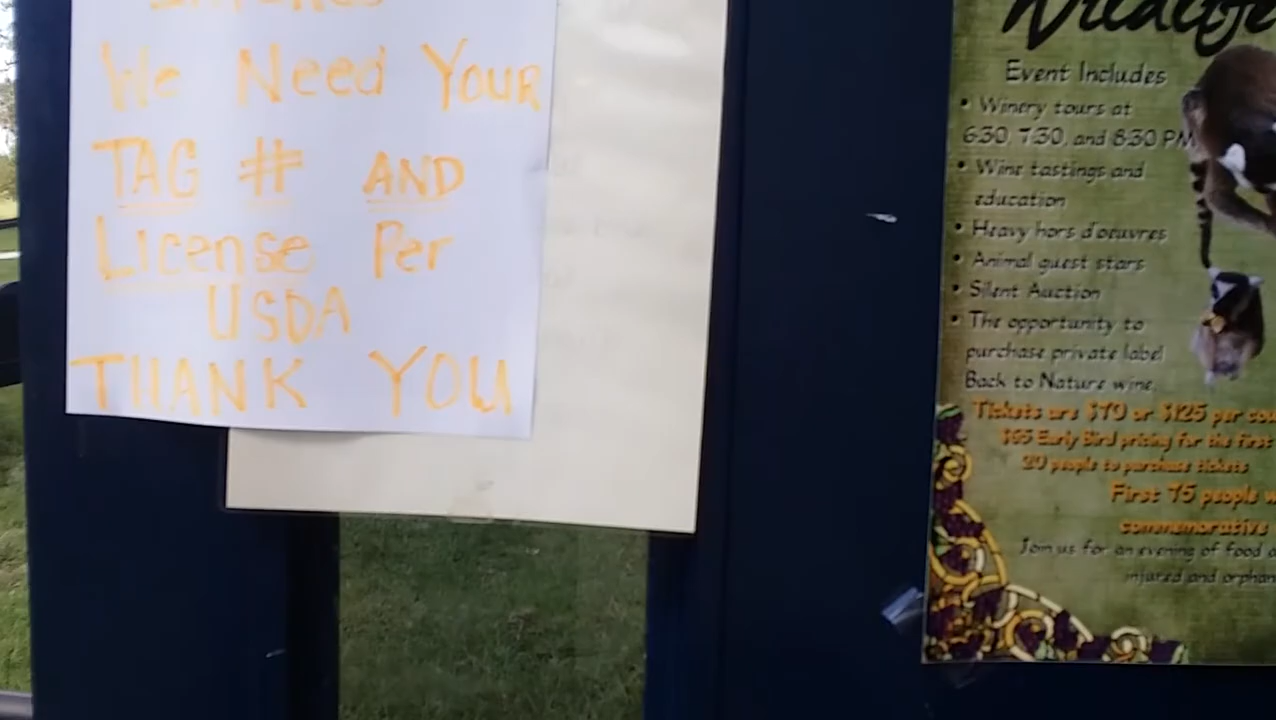 We Need Your
TAG # AND
License Per
USDA
THANK YOU
Wildlife
Event Includes
• Winery tours at
6:30, 7:30, and 8:30 PM
• Wine tastings and
education
• Heavy hors d'oeuvres
• Animal guest stars
• Silent Auction
• The opportunity to
purchase private label
Back to Nature wine.
Tickets are $70 or $125 per
$65 Early Bird pricing for the first
20 people to purchase tickets
First 75 people
commemorative
Join us for an evening of food
injured and